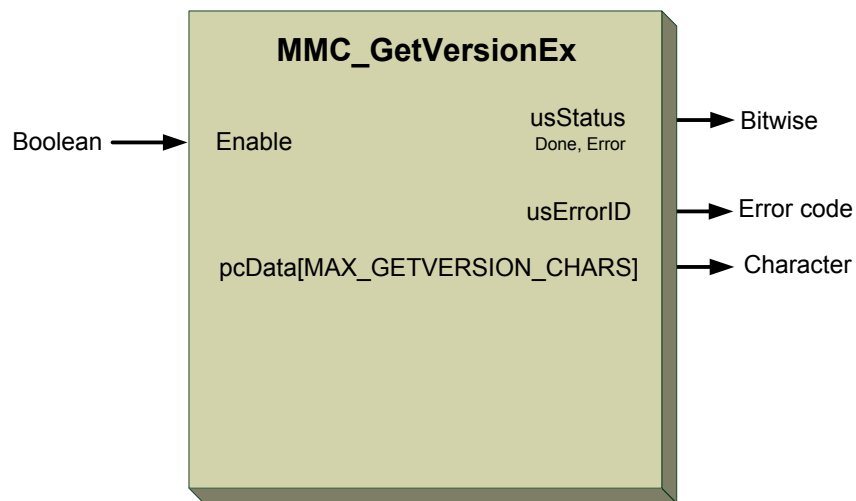 MMC_GetVersionEx
Boolean
Enable
usStatus
Done, Error
Bitwise
usErrorID
Error code
pcData[MAX_GETVERSION_CHARS]
Character